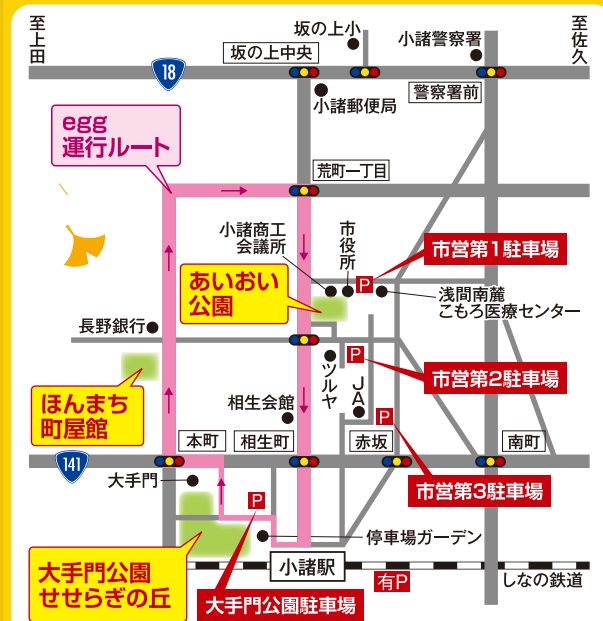 至上田
坂の上小
坂の上中央
小諸警察署
至佐久
18
小諸郵便局
警察署前
egg
運行ルート
荒町一丁目
小諸商工
会議所
市役所
市営第1駐車場
P
あいおい
公園
浅間南麓
こもろ医療センター
長野銀行
P
市営第2駐車場
ツルヤ
JA
ほんまち
町屋館
相生会館
P
本町
相生町
赤坂
南町
141
市営第3駐車場
大手門
P
停車場ガーデン
大手門公園
せせらぎの丘
小諸駅
有P
しなの鉄道
大手門公園駐車場